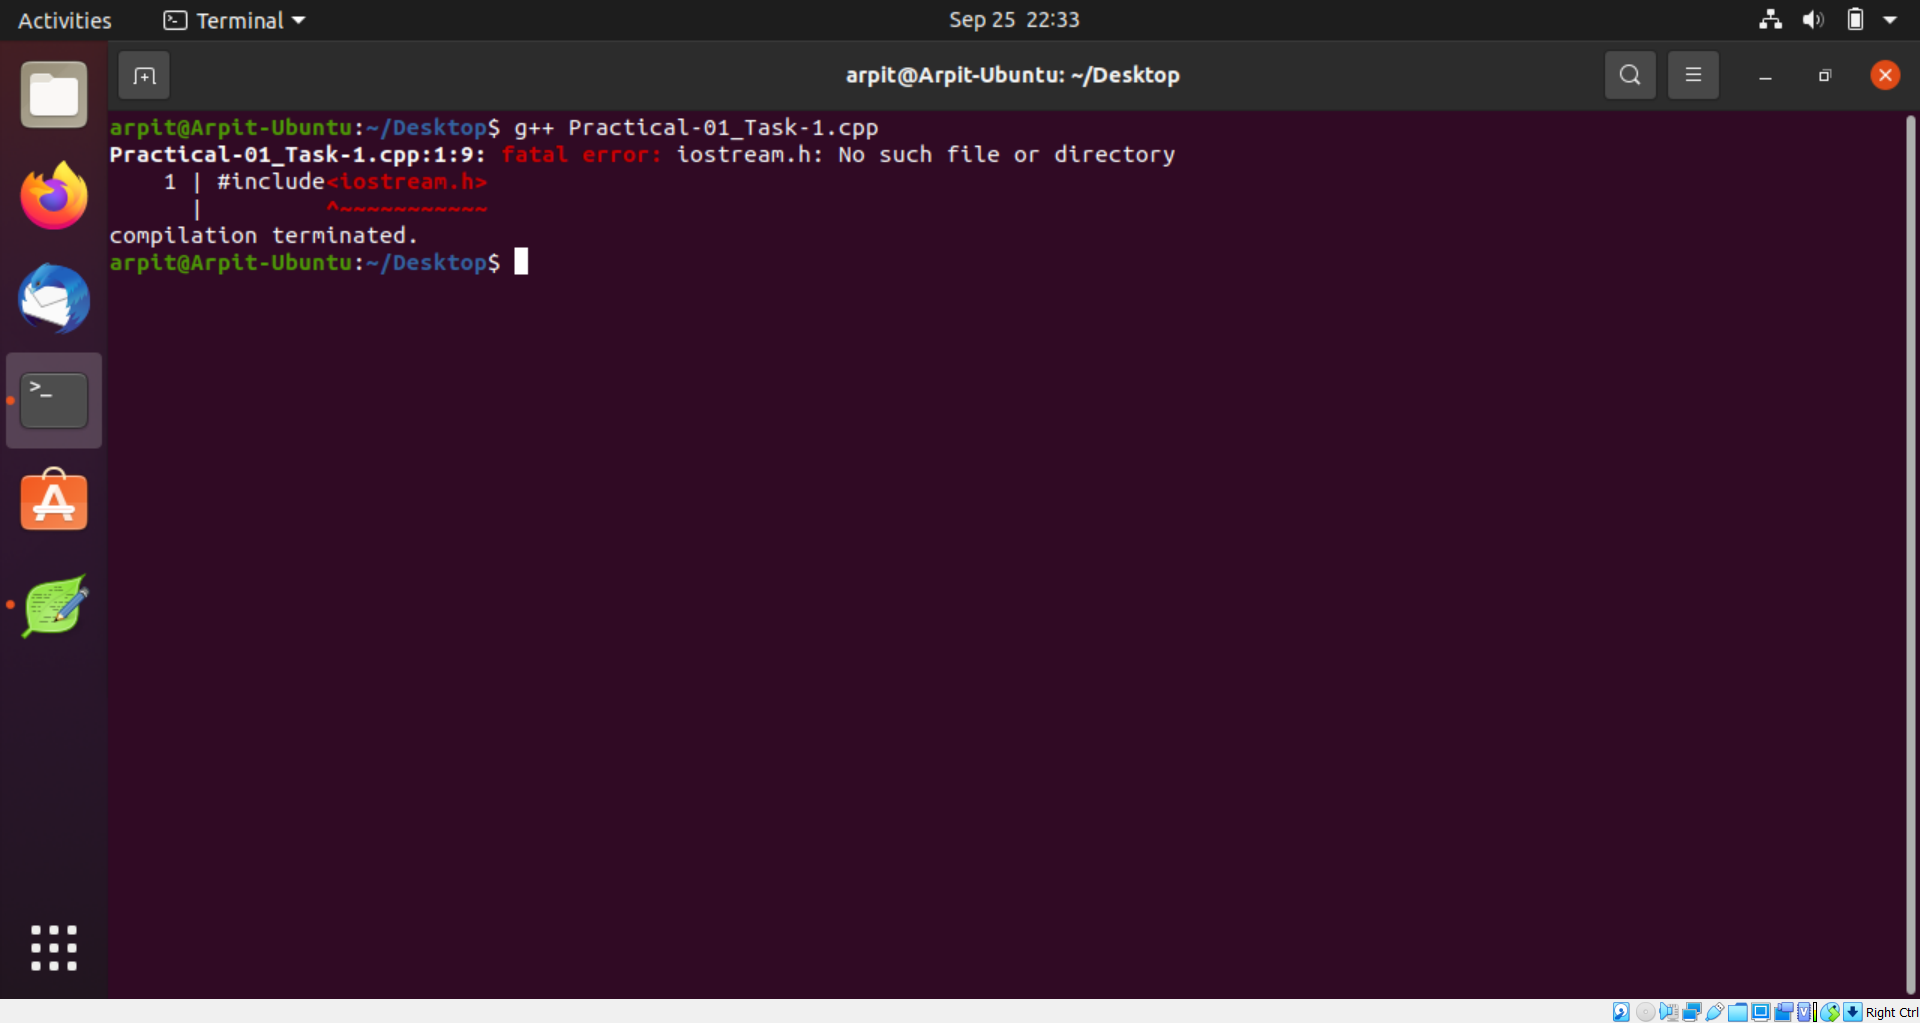 Activities Terminal Sep 25 22:33
arpit@Arpit-Ubuntu: ~/Desktop
arpit@Arpit-Ubuntu:~/Desktop$ g++ Practical-01_Task-1.cpp
Practical-01_Task-1.cpp:1:9: fatal error: iostream.h: No such file or directory
    1 | #include<iostream.h>
      |         ^~~~~~~~~~~~
compilation terminated.
arpit@Arpit-Ubuntu:~/Desktop$
Right Ctrl